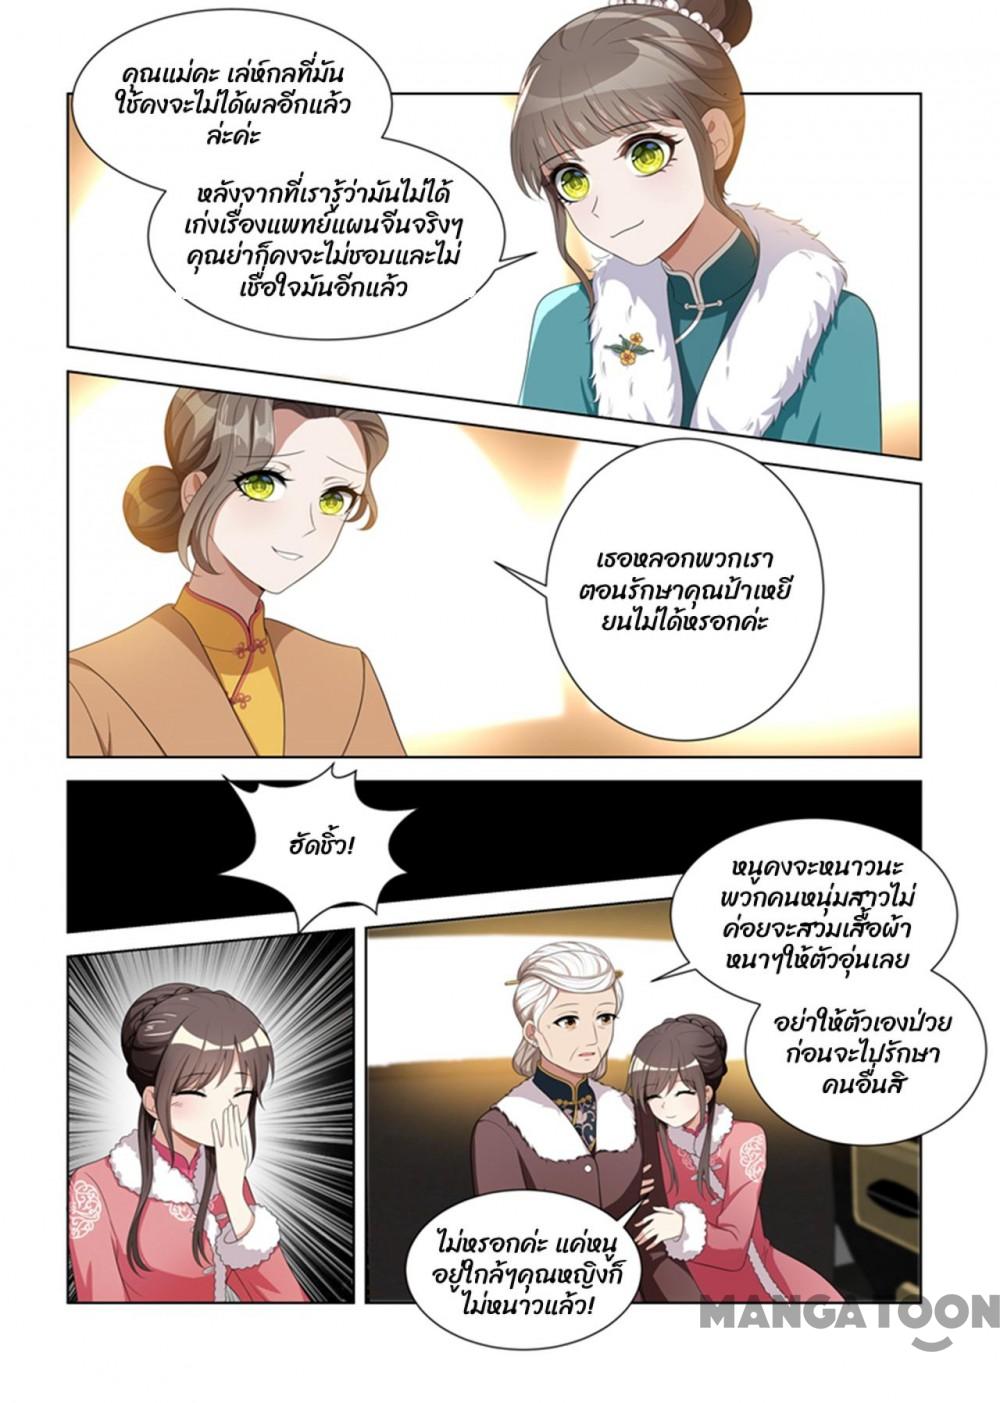 คุณแม่คะ เล่ห์กลที่มัน
ใช้คงจะไม่ได้ผลอีกแล้ว
ล่ะค่ะ
หลังจากที่เรารู้ว่ามันไม่ได้
เก่งเรื่องแพทย์แผนจีนจริงๆ
คุณย่าก็คงจะไม่ชอบและไม่
เชื่อใจมันอีกแล้ว
เธอหลอกพวกเรา
ตอนรักษาคุณป้าเหยี
ยนไม่ได้หรอกค่ะ
ฮัดชิ้ว!
หนูคงจะหนาวนะ
พวกคนหนุ่มสาวไม่
ค่อยจะสวมเสื้อผ้า
หนาๆให้ตัวอุ่นเลย
อย่าให้ตัวเองป่วย
ก่อนจะไปรักษา
คนอื่นสิ
ไม่หรอกค่ะ แค่หนู
อยู่ใกล้ๆคุณหญิงก็
ไม่หนาวแล้ว!
MANGATOON